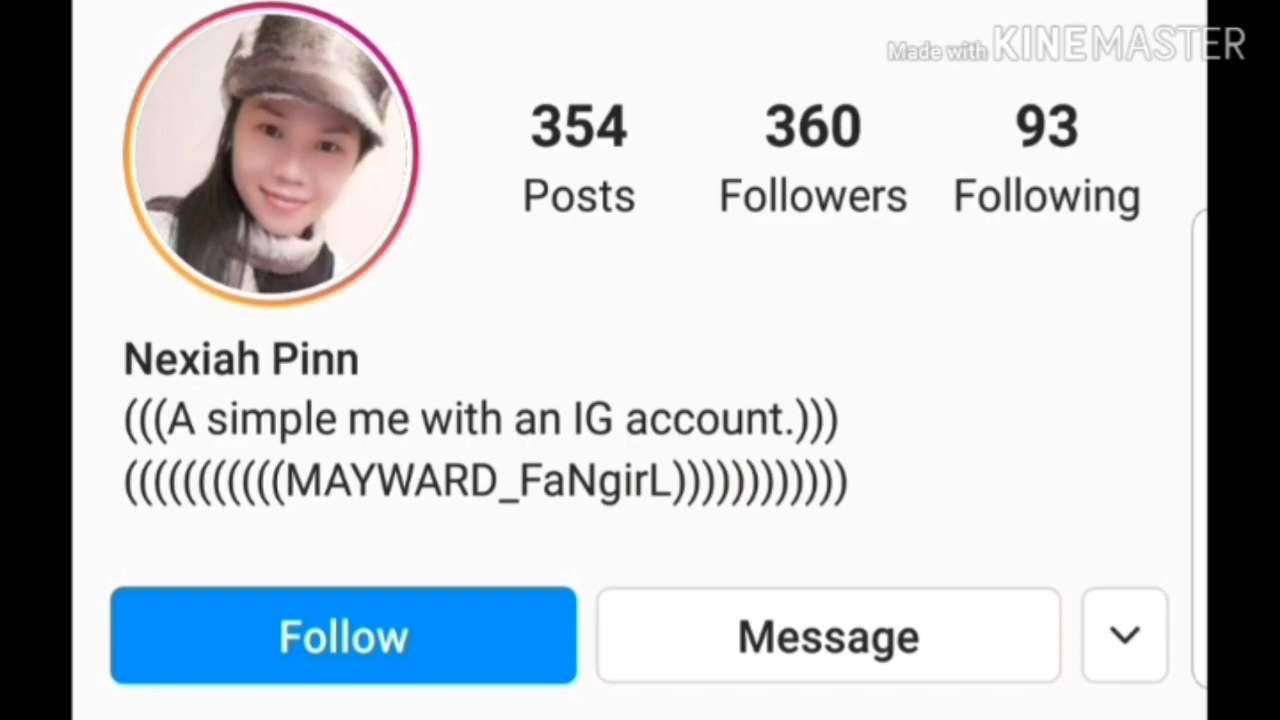 Made with KINEMASTER
354 360 93
Posts Followers Following
Nexiah Pinn
(((A simple me with an IG account.)))
(((((((((((MAYWARD_FaNgirL))))))))))))
Follow Message